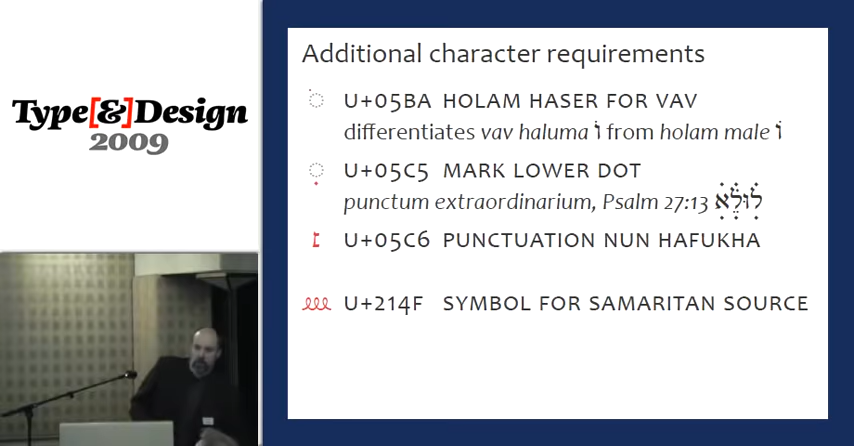 Type[&]Design
2009
Additional character requirements
◌ֺ U+05BA HOLAM HASER FOR VAV
differentiates vav haluma וֺ from holam male וֹ
◌ׅ U+05C5 MARK LOWER DOT
punctum extraordinarium, Psalm 27:13 לׅׄוּׅׄלֵׅׄאׅׄ
׆ U+05C6 PUNCTUATION NUN HAFUKHA
⅏ U+214F SYMBOL FOR SAMARITAN SOURCE